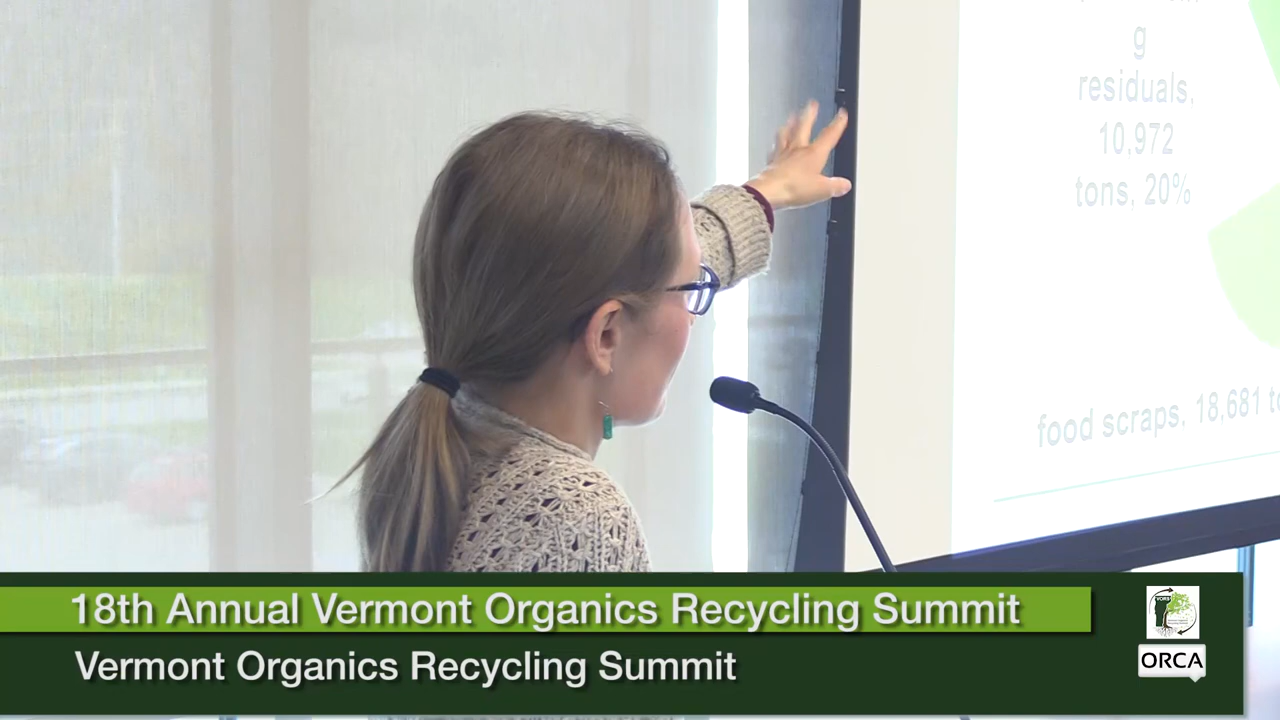 g
residuals,
10,972
tons, 20%
food scraps, 18,681
18th Annual Vermont Organics Recycling Summit
Vermont Organics Recycling Summit
ORCA